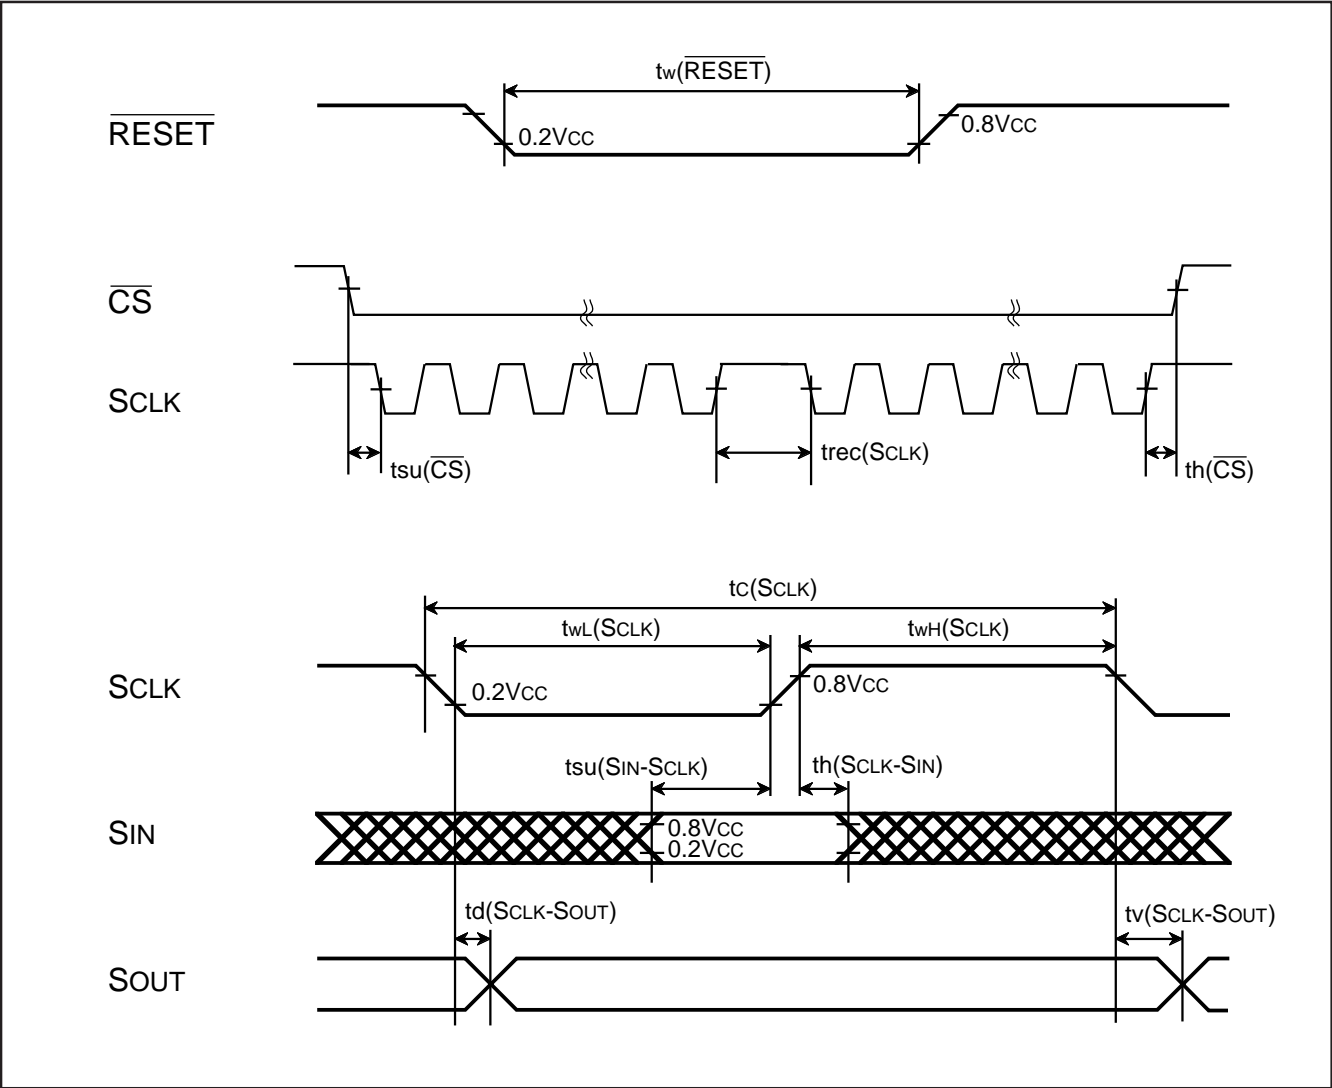 tw(RESET)
RESET
0.2VCC
0.8VCC
CS
SCLK
tsu(CS)
trec(SCLK)
th(CS)
tC(SCLK)
twL(SCLK)
twH(SCLK)
SCLK
0.2VCC
0.8VCC
tsu(SIN-SCLK)
th(SCLK-SIN)
SIN
0.8VCC
0.2VCC
td(SCLK-SOUT)
tv(SCLK-SOUT)
SOUT